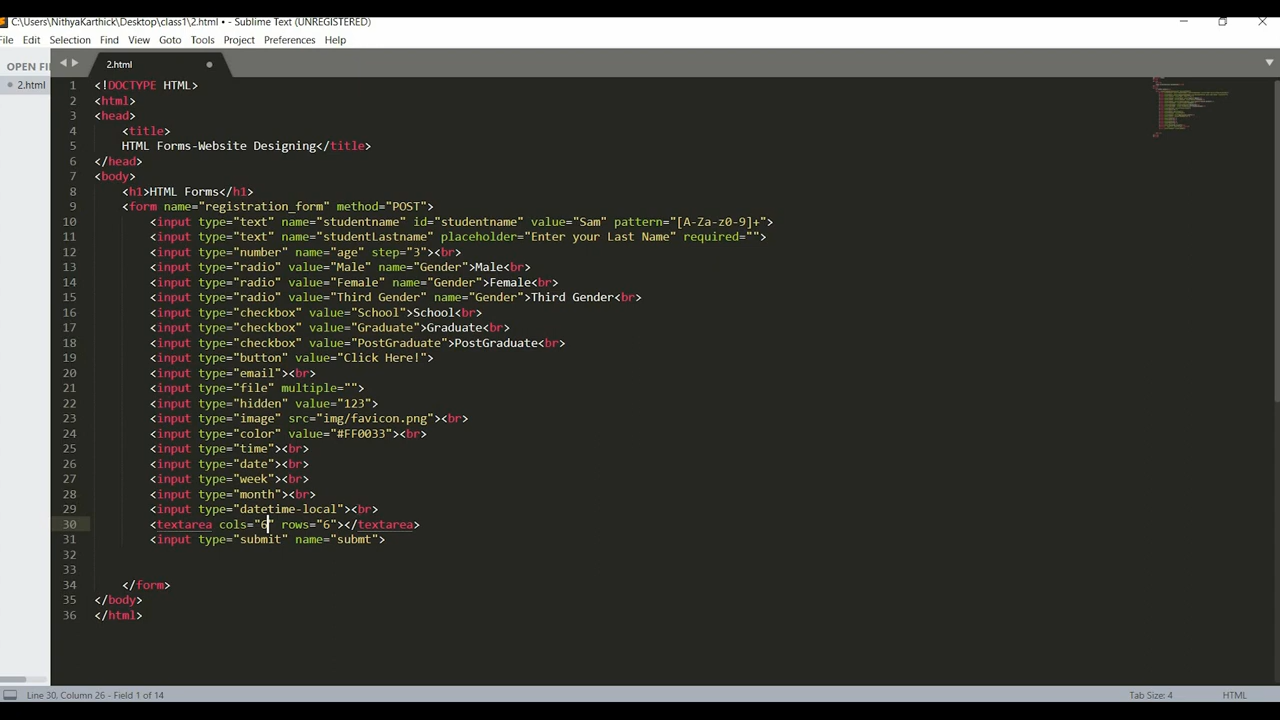 C:\Users\NithyaKarthick\Desktop\class1\2.html • - Sublime Text (UNREGISTERED)
File Edit Selection Find View Goto Tools Project Preferences Help
OPEN FI
2.html
2.html
1 <!DOCTYPE HTML>
2 <html>
3 <head>
4 <title>
5 HTML Forms-Website Designing</title>
6 </head>
7 <body>
8 <h1>HTML Forms</h1>
9 <form name="registration_form" method="POST">
10 <input type="text" name="studentname" id="studentname" value="Sam" pattern="[A-Za-z0-9]+">
11 <input type="text" name="studentLastname" placeholder="Enter your Last Name" required="">
12 <input type="number" name="age" step="3"><br>
13 <input type="radio" value="Male" name="Gender">Male<br>
14 <input type="radio" value="Female" name="Gender">Female<br>
15 <input type="radio" value="Third Gender" name="Gender">Third Gender<br>
16 <input type="checkbox" value="School">School<br>
17 <input type="checkbox" value="Graduate">Graduate<br>
18 <input type="checkbox" value="PostGraduate">PostGraduate<br>
19 <input type="button" value="Click Here!">
20 <input type="email"><br>
21 <input type="file" multiple="">
22 <input type="hidden" value="123">
23 <input type="image" src="img/favicon.png"><br>
24 <input type="color" value="#FF0033"><br>
25 <input type="time"><br>
26 <input type="date"><br>
27 <input type="week"><br>
28 <input type="month"><br>
29 <input type="datetime-local"><br>
30 <textarea cols="6" rows="6"></textarea>
31 <input type="submit" name="submt">
32
33
34 </form>
35 </body>
36 </html>
Line 30, Column 26 - Field 1 of 14
Tab Size: 4
HTML